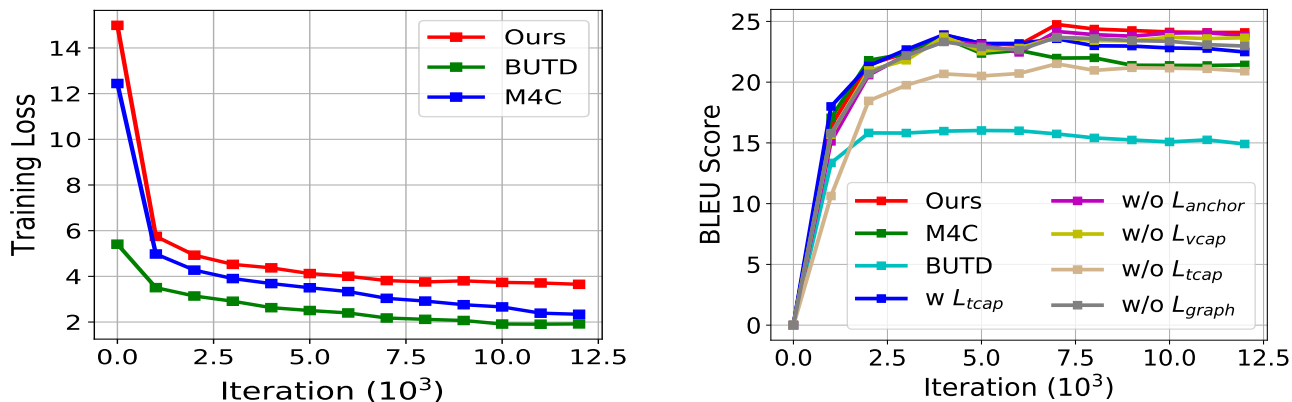 Training Loss
14
12
10
8
6
4
2
0.0 2.5 5.0 7.5 10.0 12.5
Iteration (10³)
Ours
BUTD
M4C
BLEU Score
25
20
15
10
5
0
0.0 2.5 5.0 7.5 10.0 12.5
Iteration (10³)
Ours
M4C
BUTD
w L_tcap
w/o L_anchor
w/o L_vcap
w/o L_tcap
w/o L_graph